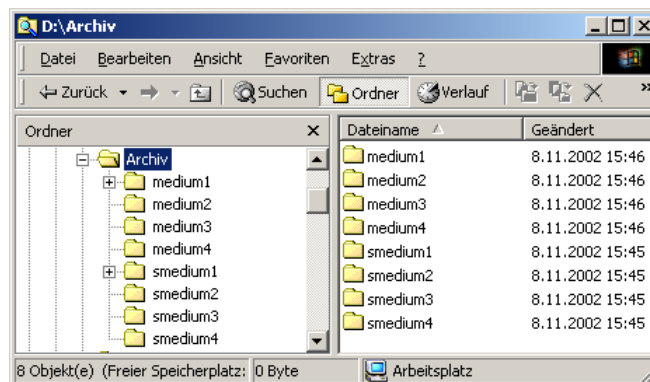 D:\Archiv
Datei Bearbeiten Ansicht Favoriten Extras ?
Zurück Suchen Ordner Verlauf »
Ordner
Archiv
medium1
medium2
medium3
medium4
smedium1
smedium2
smedium3
smedium4
Dateiname Geändert
medium1 8.11.2002 15:46
medium2 8.11.2002 15:46
medium3 8.11.2002 15:46
medium4 8.11.2002 15:46
smedium1 8.11.2002 15:45
smedium2 8.11.2002 15:45
smedium3 8.11.2002 15:45
smedium4 8.11.2002 15:45
8 Objekt(e) (Freier Speicherplatz: 0 Byte Arbeitsplatz